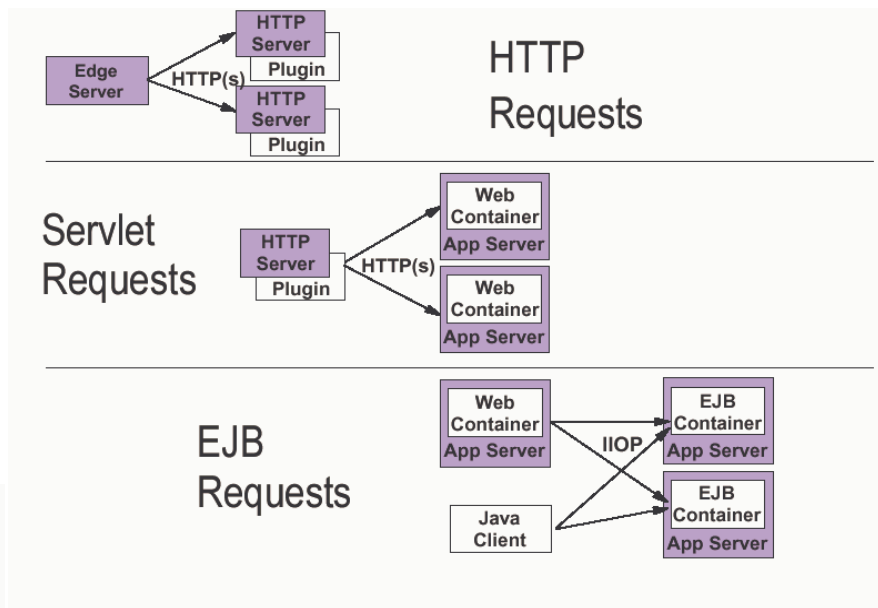 HTTP
Server
Plugin
Edge
Server
HTTP(s)
HTTP
Server
Plugin
HTTP
Requests
Servlet
Requests
HTTP
Server
Plugin
HTTP(s)
Web
Container
App Server
Web
Container
App Server
EJB
Requests
Web
Container
App Server
IIOP
EJB
Container
App Server
Java
Client
EJB
Container
App Server